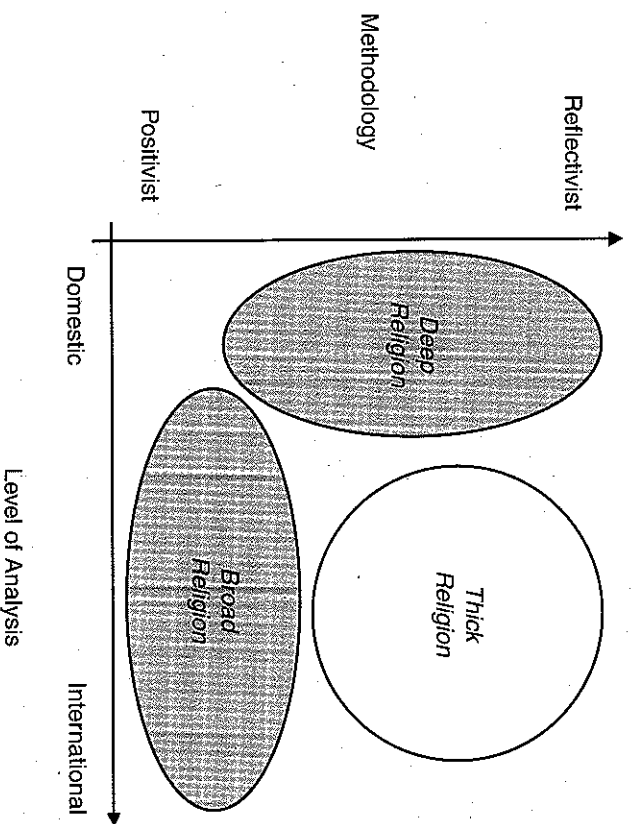 Reflectivist
Methodology
Positivist
Deep
Religion
Thick
Religion
Broad
Religion
Domestic
International
Level of Analysis